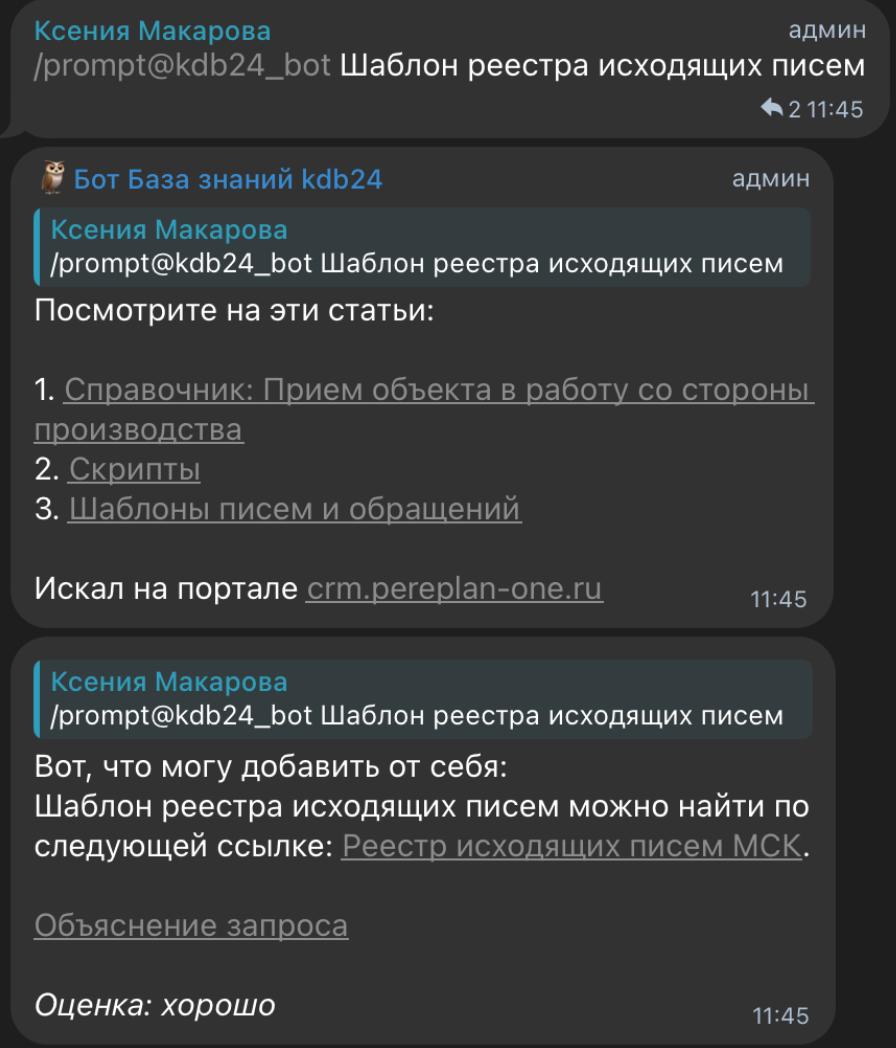 Ксения Макарова админ
/prompt@kdb24_bot Шаблон реестра исходящих писем
2 11:45
Бот База знаний kdb24 админ
Ксения Макарова
/prompt@kdb24_bot Шаблон реестра исходящих писем
Посмотрите на эти статьи:
1. Справочник: Прием объекта в работу со стороны
производства
2. Скрипты
3. Шаблоны писем и обращений
Искал на портале crm.pereplan-one.ru 11:45
Ксения Макарова
/prompt@kdb24_bot Шаблон реестра исходящих писем
Вот, что могу добавить от себя:
Шаблон реестра исходящих писем можно найти по
следующей ссылке: Реестр исходящих писем МСК.
Объяснение запроса
Оценка: хорошо 11:45